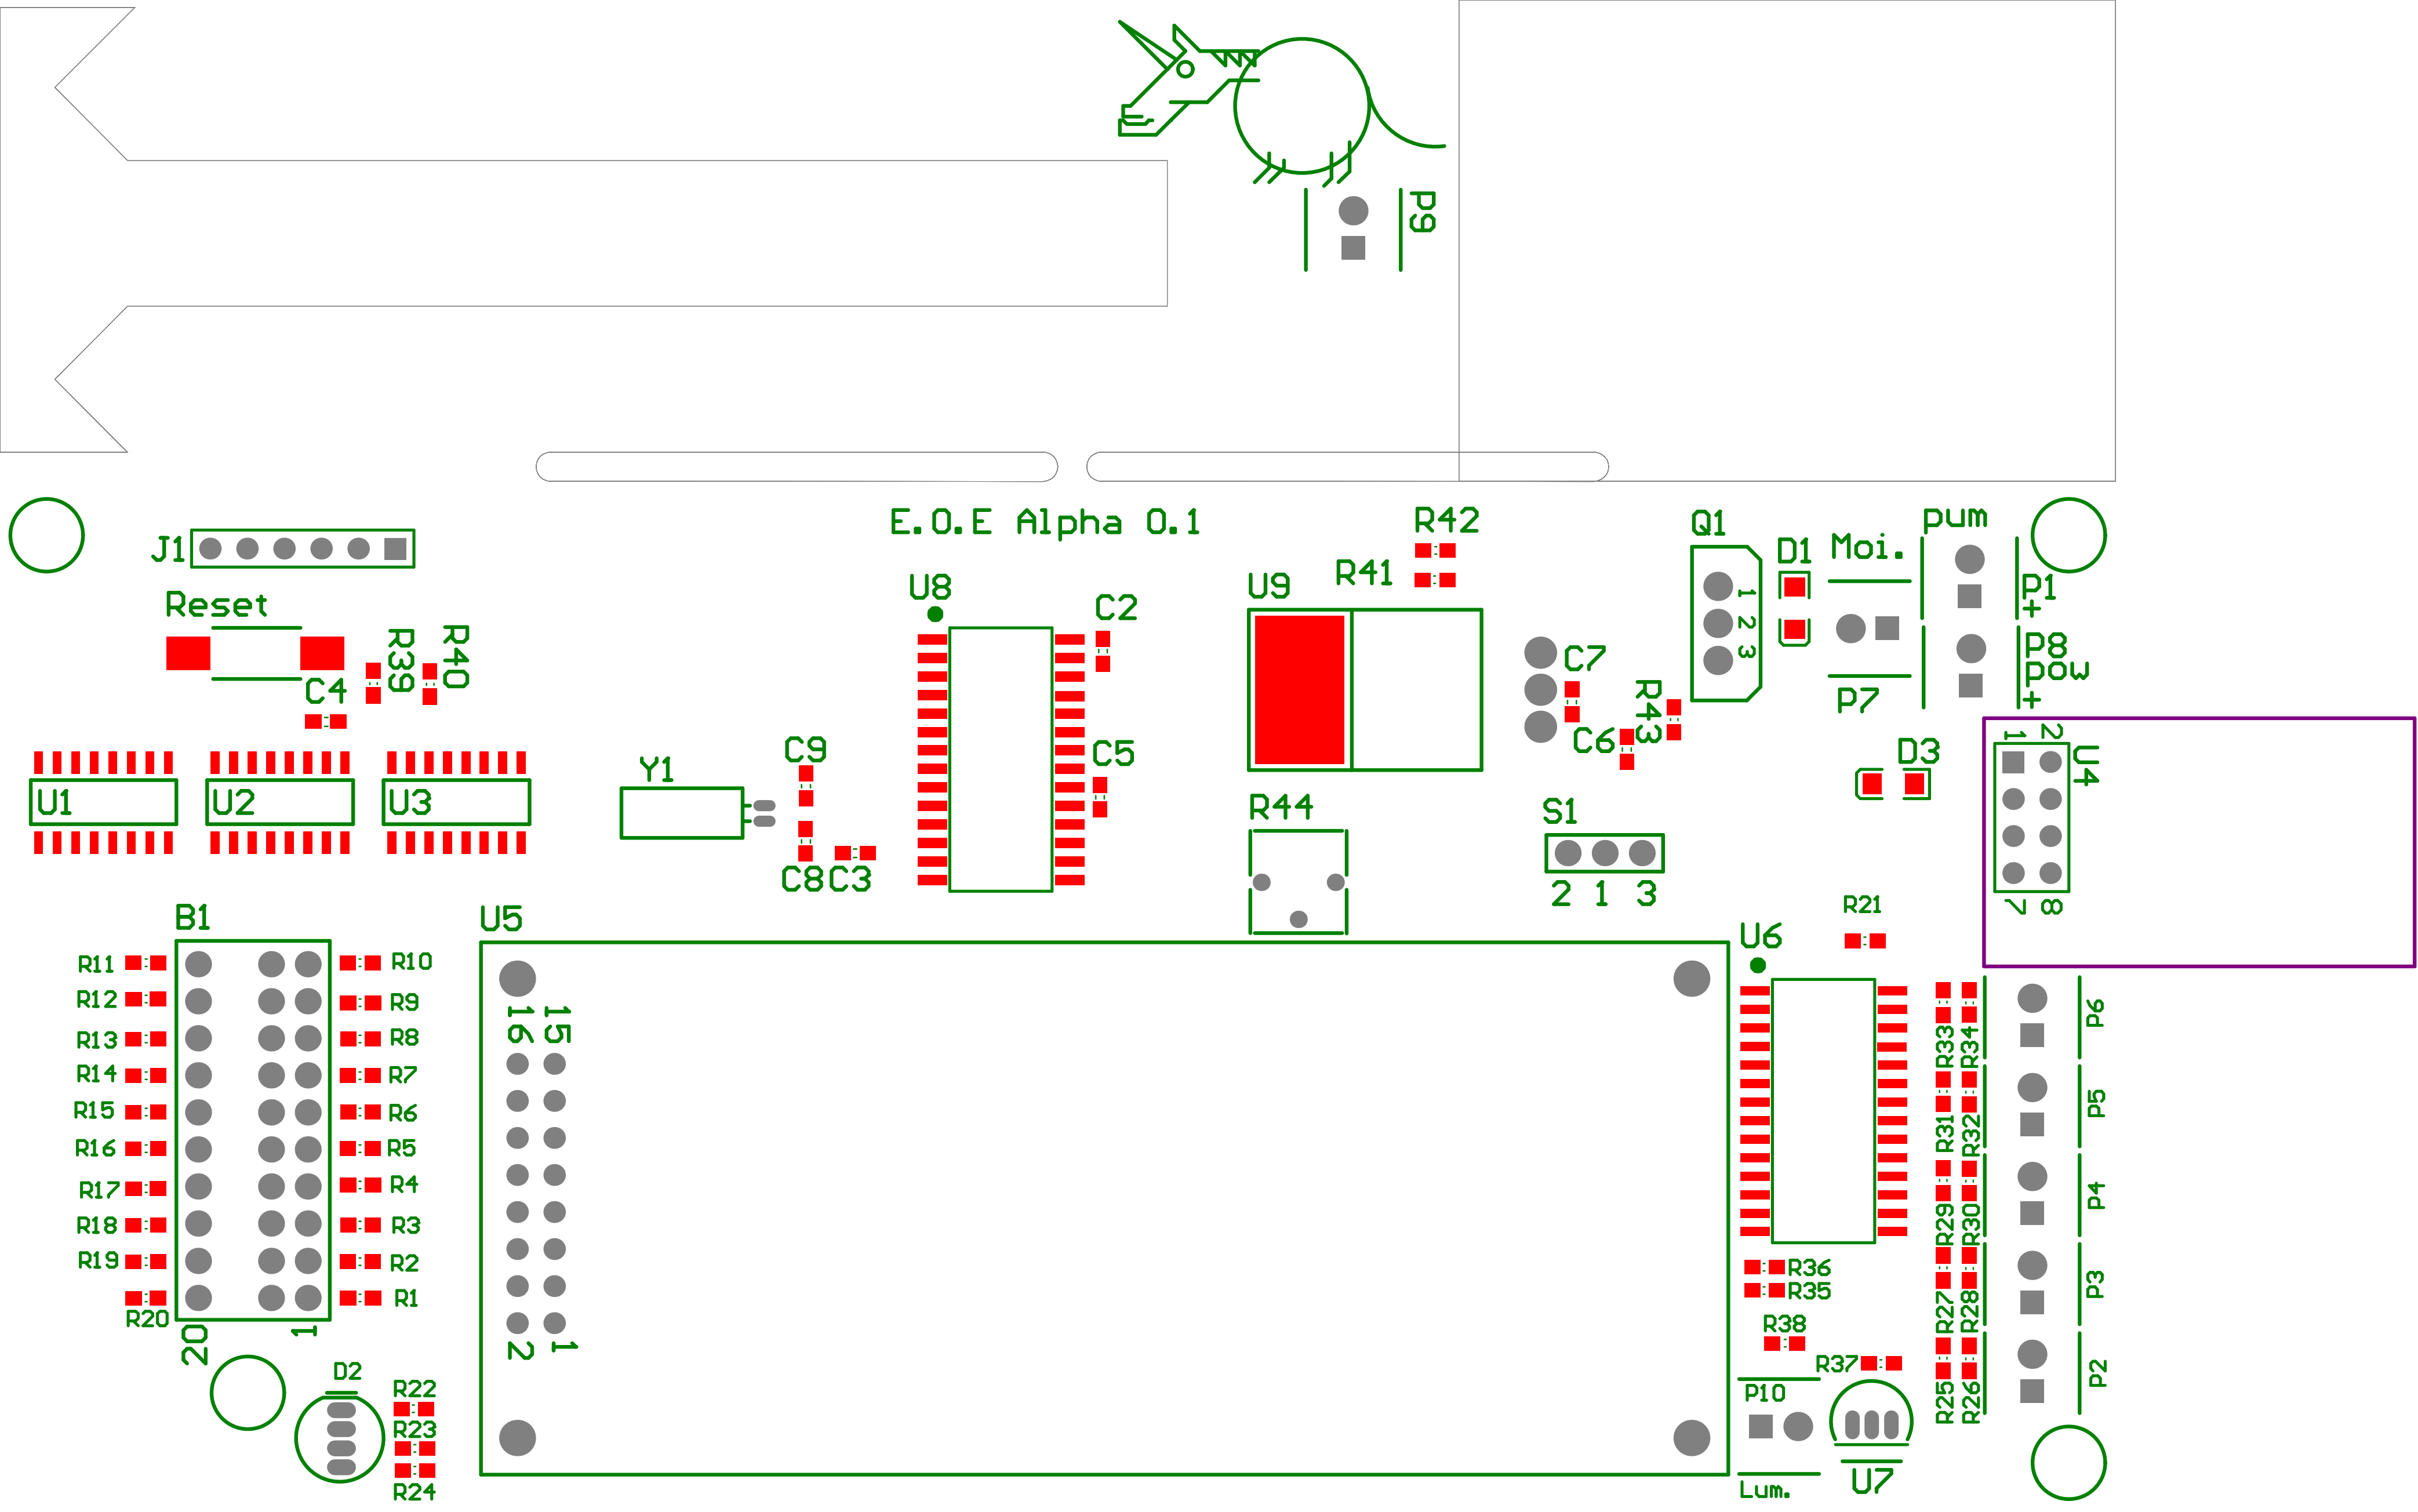 P9
E.O.E Alpha 0.1
R42
Q1
pum
J1
D1
Moi.
R41
U9
U8
C2
P1
+
Reset
1
2
3
R39
R40
C7
P8
pow
+
C4
R43
P7
C6
1
2
U4
C9
Y1
C5
D3
U1
U2
U3
R44
S1
C8
C3
2 1 3
7
8
R21
B1
U5
U6
R11
R10
R12
R9
15
16
P6
R13
R8
R33
R34
R14
R7
R15
R6
P5
R16
R5
R31
R32
R17
R4
P4
R18
R3
R29
R30
R19
R2
R36
R35
P3
R1
R20
R27
R28
R38
20
1
2
1
R37
D2
P2
R22
P10
R25
R26
R23
R24
Lum.
U7